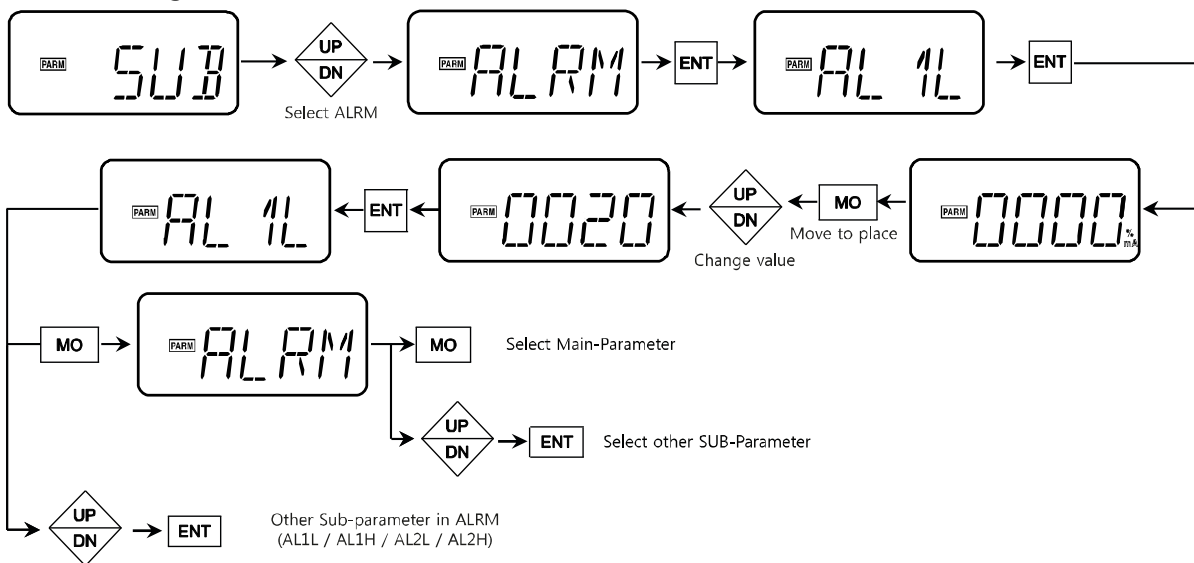 PARM SUB
UP
DN
Select ALRM
PARM ALRM
ENT
PARM AL 1L
ENT
PARM AL 1L
ENT
PARM 0020
UP
DN
Change value
MO
Move to place
PARM 0000 % mA
MO
PARM ALRM
MO
Select Main-Parameter
UP
DN
ENT
Select other SUB-Parameter
UP
DN
ENT
Other Sub-parameter in ALRM
(AL1L / AL1H / AL2L / AL2H)